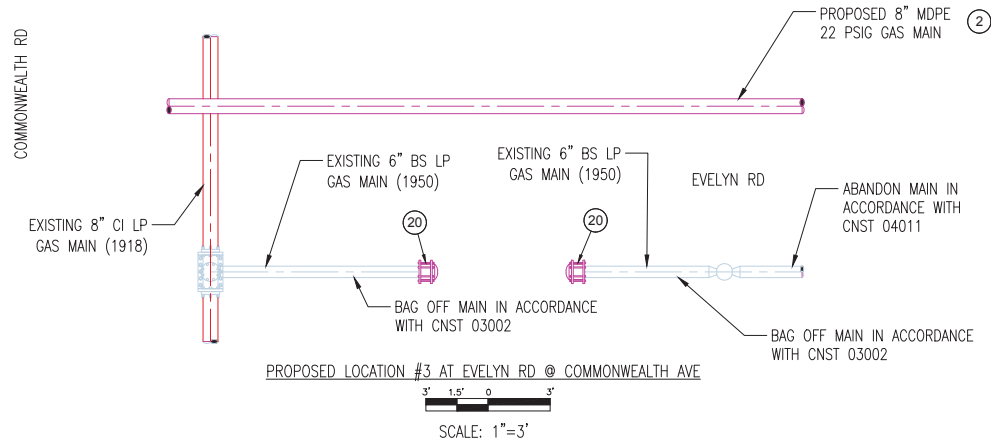 COMMONWEALTH RD
PROPOSED 8" MDPE
22 PSIG GAS MAIN
2
EXISTING 6" BS LP
GAS MAIN (1950)
EXISTING 6" BS LP
GAS MAIN (1950)
EVELYN RD
ABANDON MAIN IN
ACCORDANCE WITH
CNST 04011
EXISTING 8" CI LP
GAS MAIN (1918)
20
20
BAG OFF MAIN IN ACCORDANCE
WITH CNST 03002
BAG OFF MAIN IN ACCORDANCE
WITH CNST 03002
PROPOSED LOCATION #3 AT EVELYN RD @ COMMONWEALTH AVE
3' 1.5' 0 3'
SCALE: 1"=3'